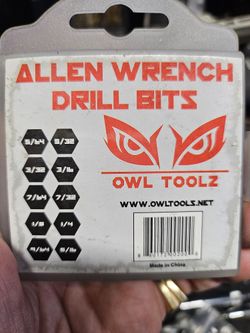 ALLEN WRENCH
DRILL BITS
5/64 5/32
3/32 3/16
7/64 7/32
1/8 1/4
9/64 5/16
OWL TOOLZ
WWW.OWLTOOLS.NET
Made in China